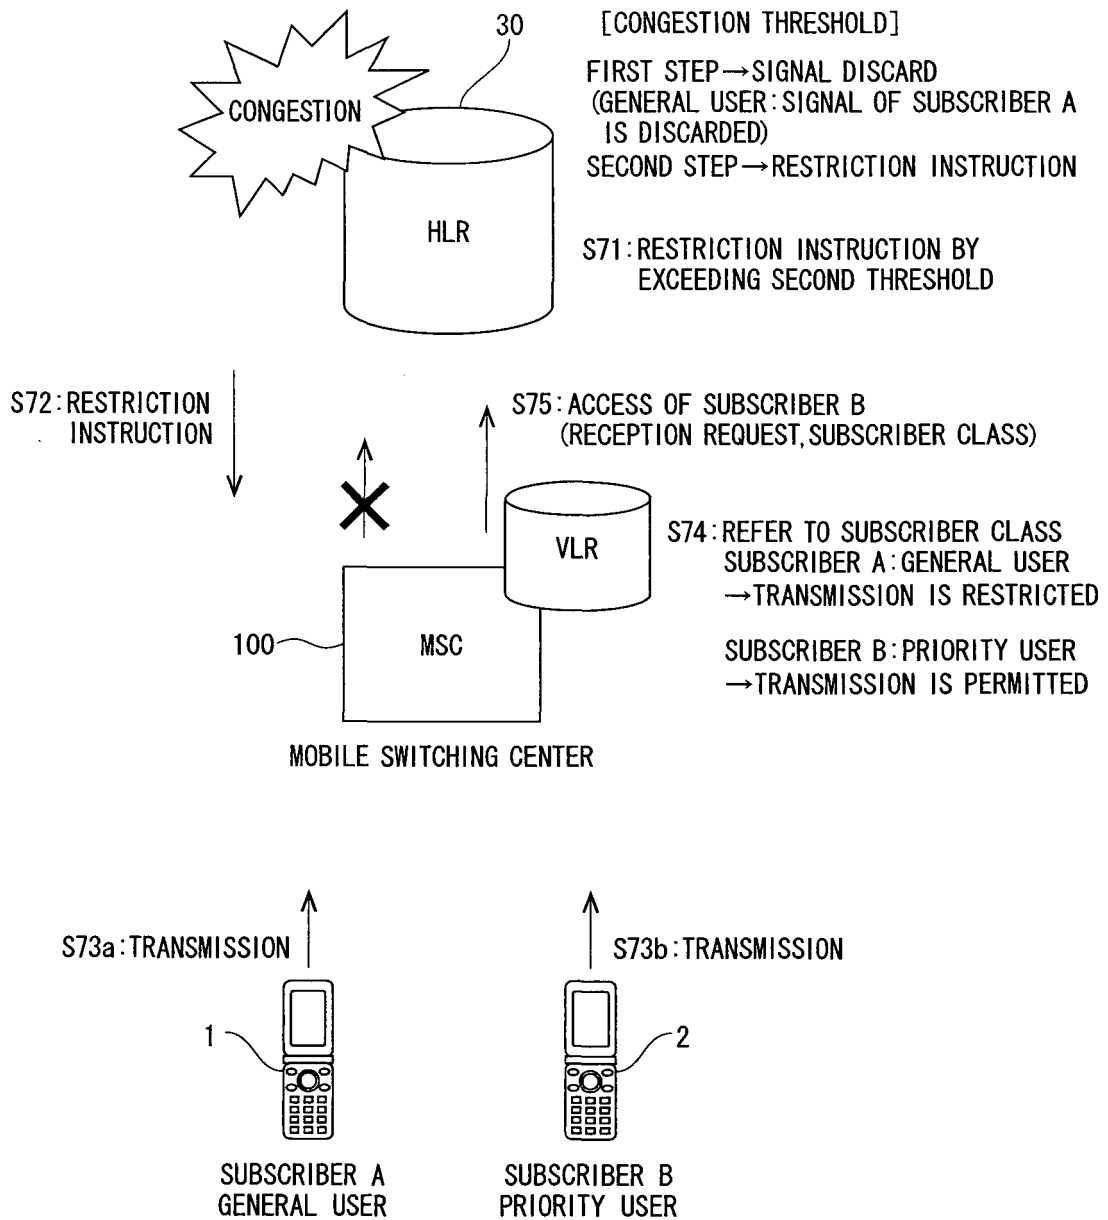 30
[CONGESTION THRESHOLD]
FIRST STEP→SIGNAL DISCARD
(GENERAL USER:SIGNAL OF SUBSCRIBER A
IS DISCARDED)
SECOND STEP→RESTRICTION INSTRUCTION
CONGESTION
HLR
S71:RESTRICTION INSTRUCTION BY
EXCEEDING SECOND THRESHOLD
S72:RESTRICTION
INSTRUCTION
S75:ACCESS OF SUBSCRIBER B
(RECEPTION REQUEST,SUBSCRIBER CLASS)
VLR
S74:REFER TO SUBSCRIBER CLASS
SUBSCRIBER A:GENERAL USER
→TRANSMISSION IS RESTRICTED
SUBSCRIBER B:PRIORITY USER
→TRANSMISSION IS PERMITTED
100
MSC
MOBILE SWITCHING CENTER
S73a:TRANSMISSION
S73b:TRANSMISSION
1
2
SUBSCRIBER A
GENERAL USER
SUBSCRIBER B
PRIORITY USER